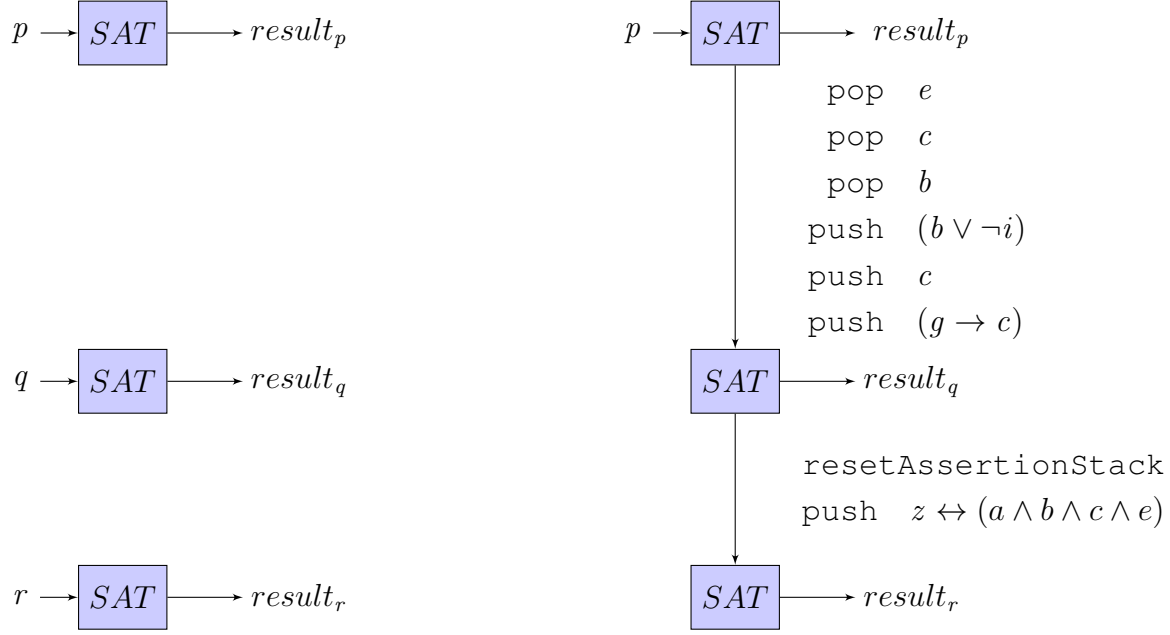 p SAT result_p p SAT result_p
pop e
pop c
pop b
push (b ∨ ¬i)
push c
push (g → c)
q SAT result_q SAT result_q
resetAssertionStack
push z ↔ (a ∧ b ∧ c ∧ e)
r SAT result_r SAT result_r